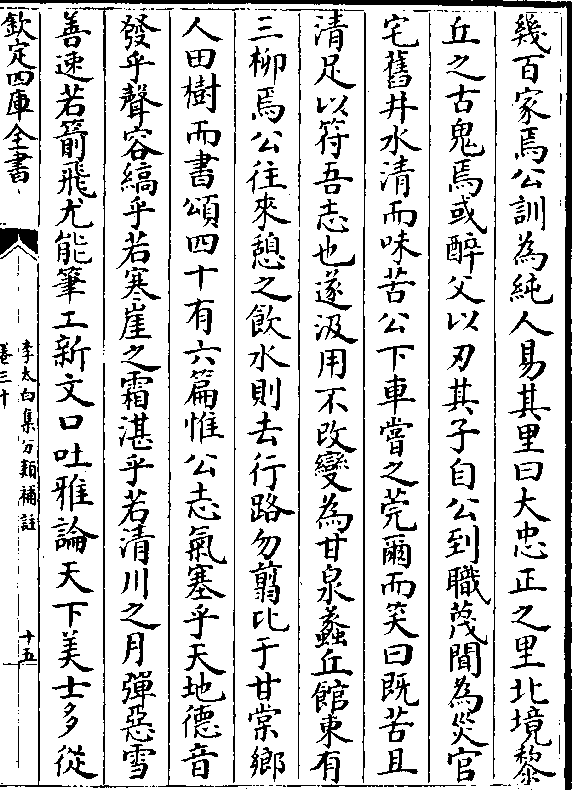 幾百家焉公訓為純人易其里曰大忠正之里北境黎
丘之古鬼焉或醉父以刃其子自公到職蔑聞為災官
宅舊井水清而味苦公下車嘗之莞爾而笑曰既苦且
清足以符吾志也遂汲用不改變為甘泉蠡丘館東有
三柳焉公往來憩之飲水則去行路勿翦比于甘棠鄉
人田樹而書頌四十有六篇惟公志氣塞乎天地德音
發乎聲容縞乎若寒崖之霜湛乎若清川之月彈惡雪
善速若箭飛尤能筆工新文口吐雅論天下美士多從
欽定四庫全書
李太白集分類補註
卷三十
十五